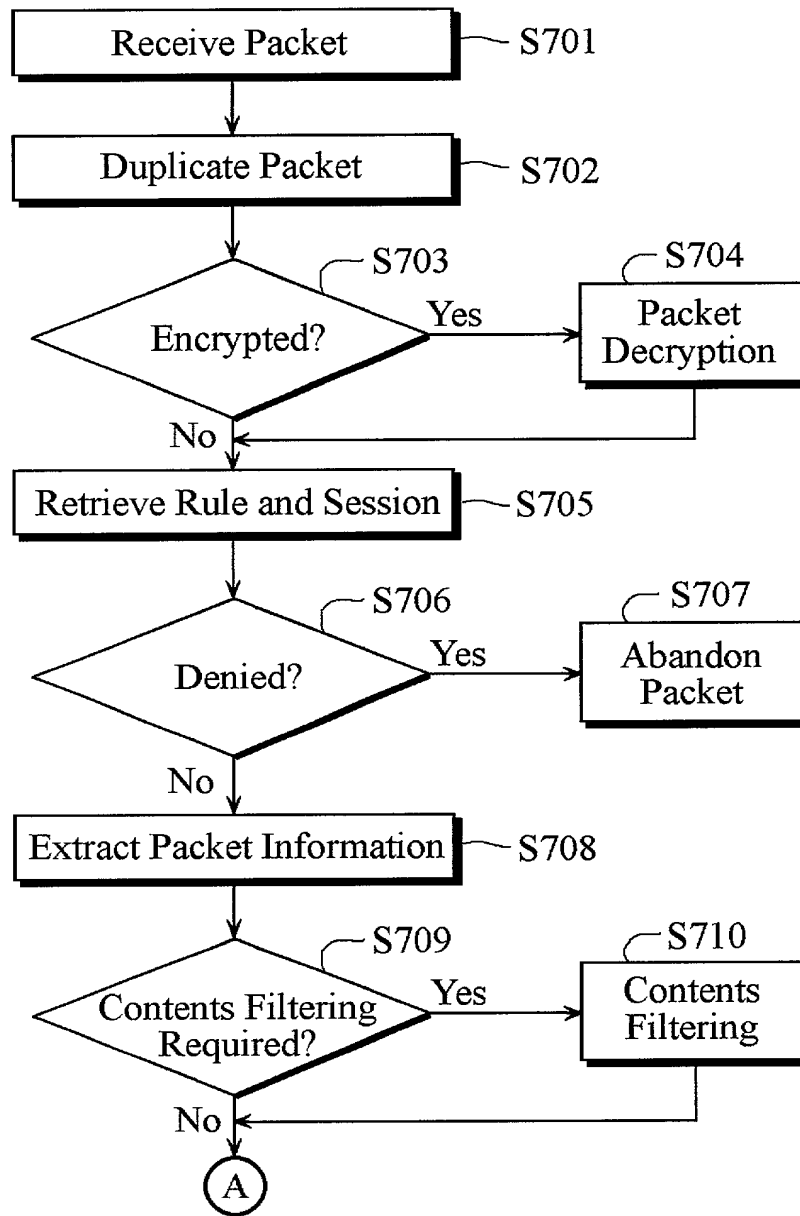 Receive Packet
S701
Duplicate Packet
S702
S703
Encrypted?
Yes
S704
Packet
Decryption
No
Retrieve Rule and Session
S705
S706
Denied?
Yes
S707
Abandon
Packet
No
Extract Packet Information
S708
S709
Contents Filtering
Required?
Yes
S710
Contents
Filtering
No
A